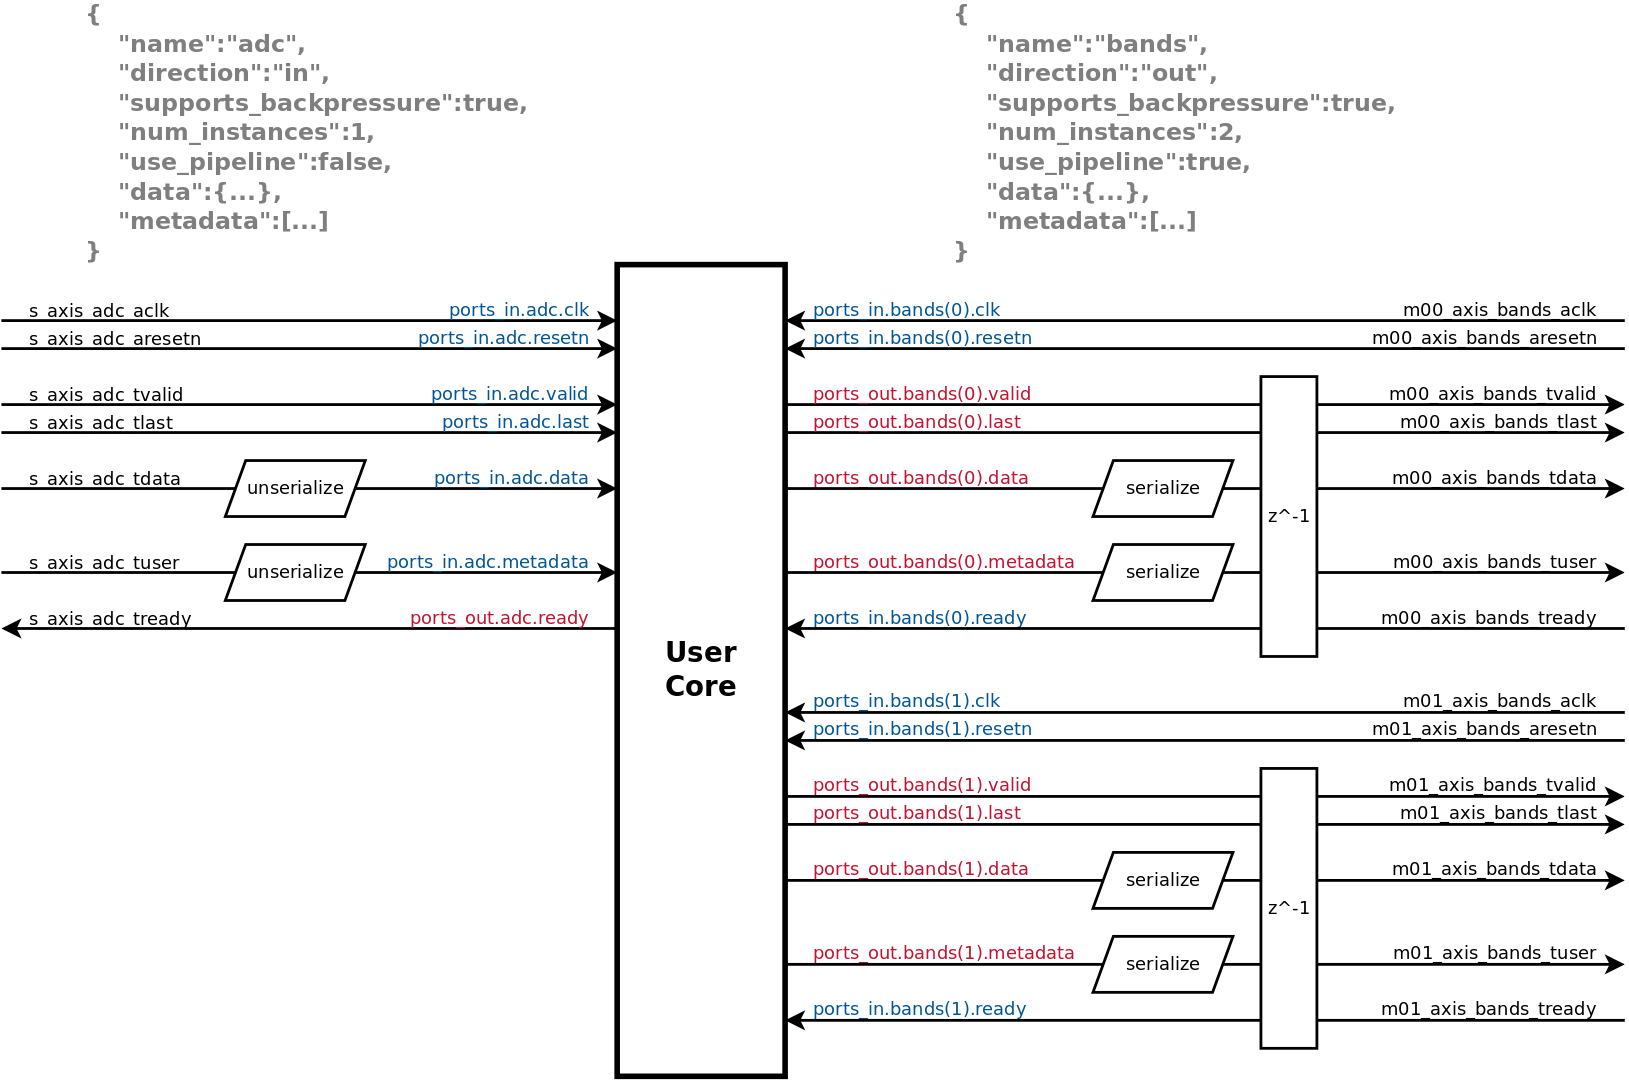 {
"name":"adc",
"direction":"in",
"supports_backpressure":true,
"num_instances":1,
"use_pipeline":false,
"data":{...},
"metadata":[...]
}
{
"name":"bands",
"direction":"out",
"supports_backpressure":true,
"num_instances":2,
"use_pipeline":true,
"data":{...},
"metadata":[...]
}
s_axis_adc_aclk ports_in.adc.clk
s_axis_adc_aresetn ports_in.adc.resetn
s_axis_adc_tvalid ports_in.adc.valid
s_axis_adc_tlast ports_in.adc.last
s_axis_adc_tdata unserialize ports_in.adc.data
s_axis_adc_tuser unserialize ports_in.adc.metadata
s_axis_adc_tready ports_out.adc.ready
User
Core
ports_in.bands(0).clk m00_axis_bands_aclk
ports_in.bands(0).resetn m00_axis_bands_aresetn
ports_out.bands(0).valid m00_axis_bands_tvalid
ports_out.bands(0).last m00_axis_bands_tlast
ports_out.bands(0).data serialize m00_axis_bands_tdata
z^-1
ports_out.bands(0).metadata serialize m00_axis_bands_tuser
ports_in.bands(0).ready m00_axis_bands_tready
ports_in.bands(1).clk m01_axis_bands_aclk
ports_in.bands(1).resetn m01_axis_bands_aresetn
ports_out.bands(1).valid m01_axis_bands_tvalid
ports_out.bands(1).last m01_axis_bands_tlast
ports_out.bands(1).data serialize m01_axis_bands_tdata
z^-1
ports_out.bands(1).metadata serialize m01_axis_bands_tuser
ports_in.bands(1).ready m01_axis_bands_tready